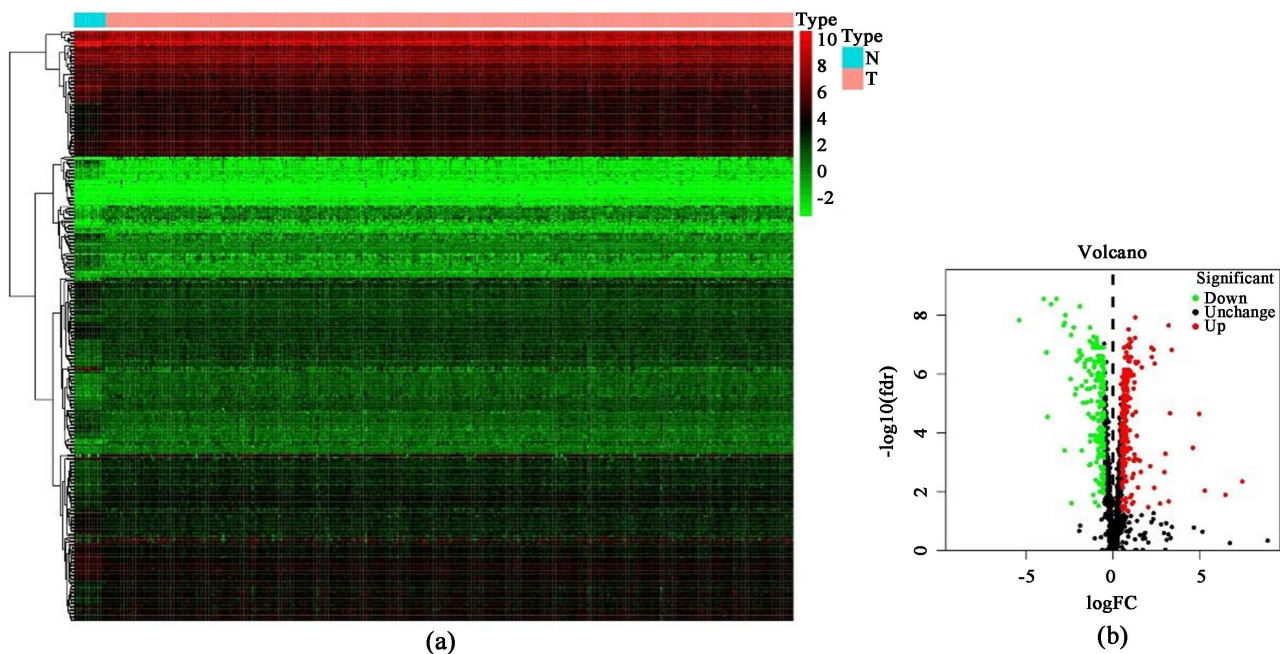 Type
10
8
6
4
2
0
-2
Type
N
T
(a)
Volcano
Significant
Down
Unchange
Up
-log10(fdr)
8
6
4
2
0
-5 0 5
logFC
(b)